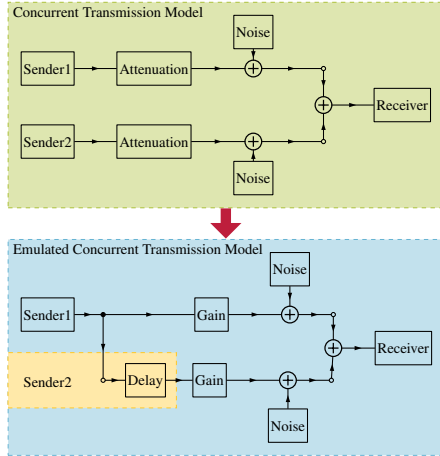 Concurrent Transmission Model
Noise
Sender1
Attenuation
Receiver
Sender2
Attenuation
Noise
Emulated Concurrent Transmission Model
Noise
Sender1
Gain
Receiver
Sender2
Delay
Gain
Noise